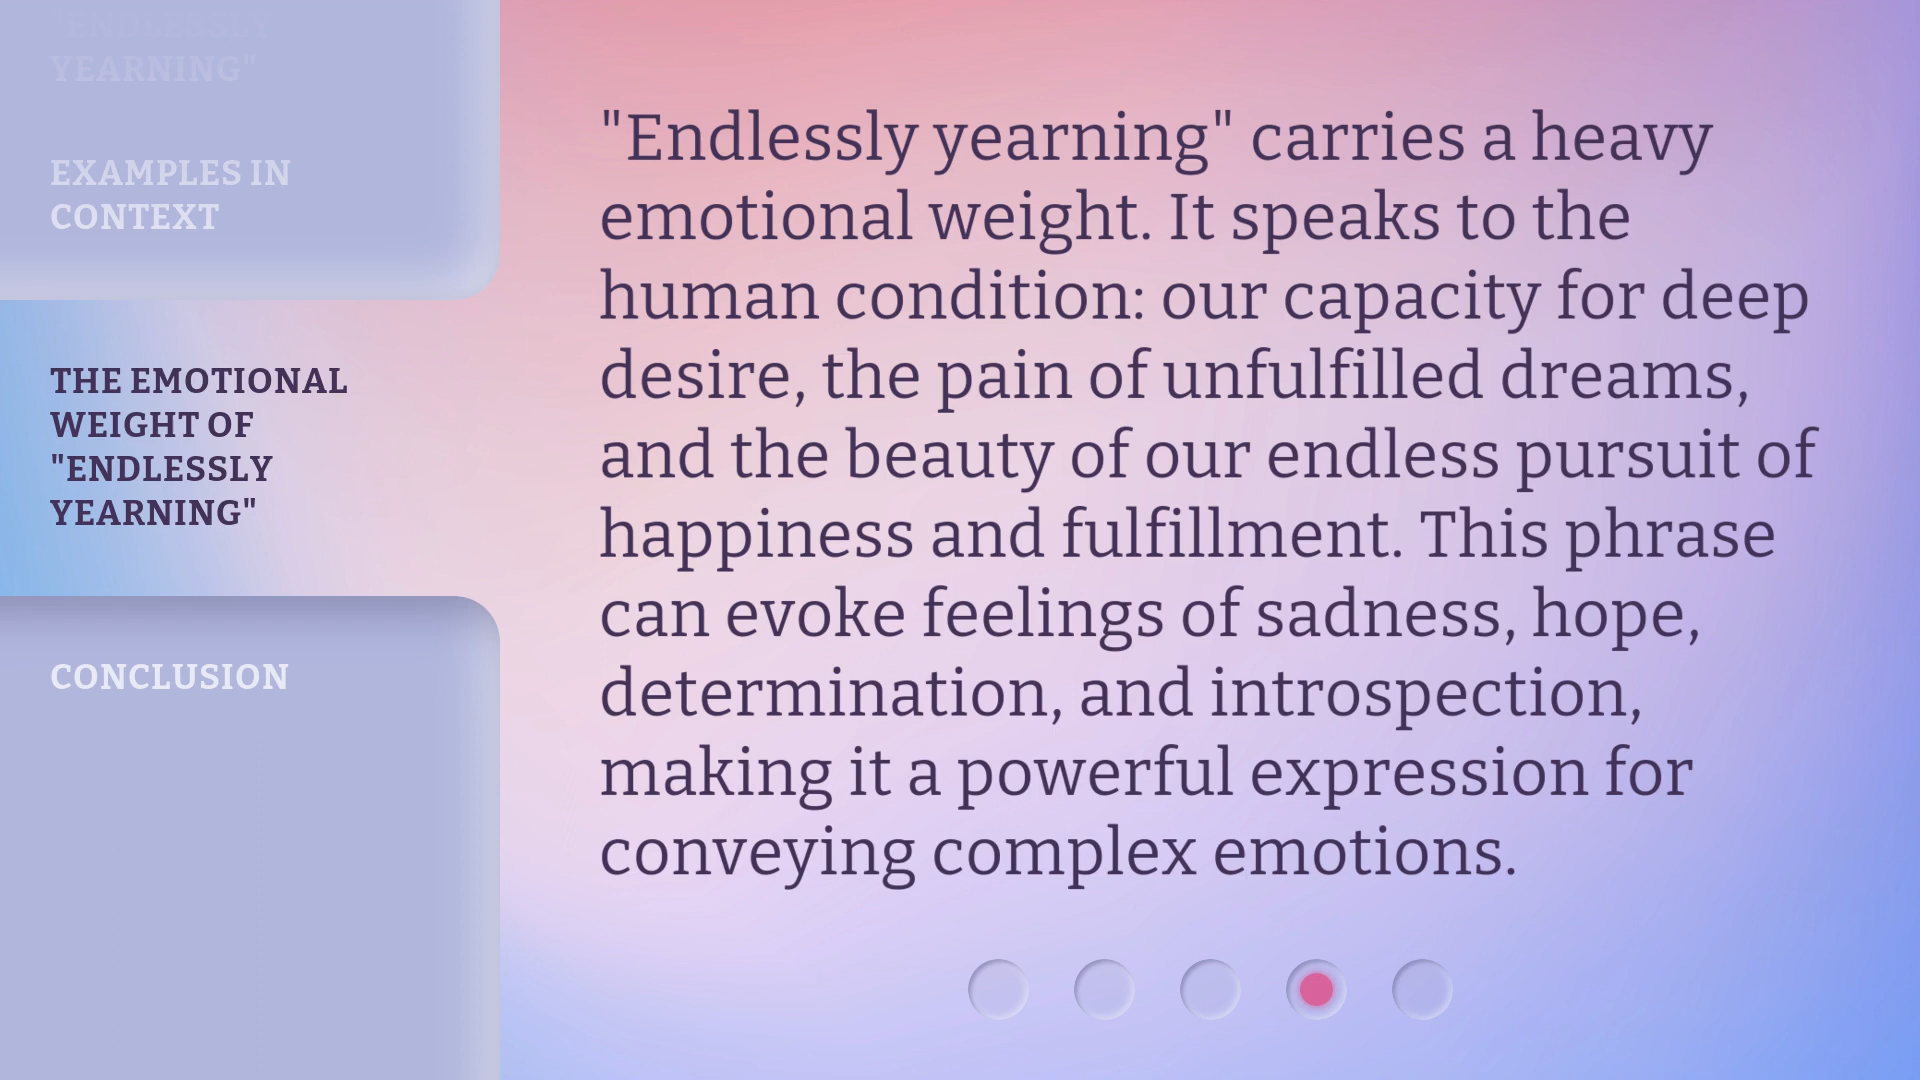 "ENDLESSLY
YEARNING"
EXAMPLES IN
CONTEXT
THE EMOTIONAL
WEIGHT OF
"ENDLESSLY
YEARNING"
CONCLUSION
"Endlessly yearning" carries a heavy
emotional weight. It speaks to the
human condition: our capacity for deep
desire, the pain of unfulfilled dreams,
and the beauty of our endless pursuit of
happiness and fulfillment. This phrase
can evoke feelings of sadness, hope,
determination, and introspection,
making it a powerful expression for
conveying complex emotions.